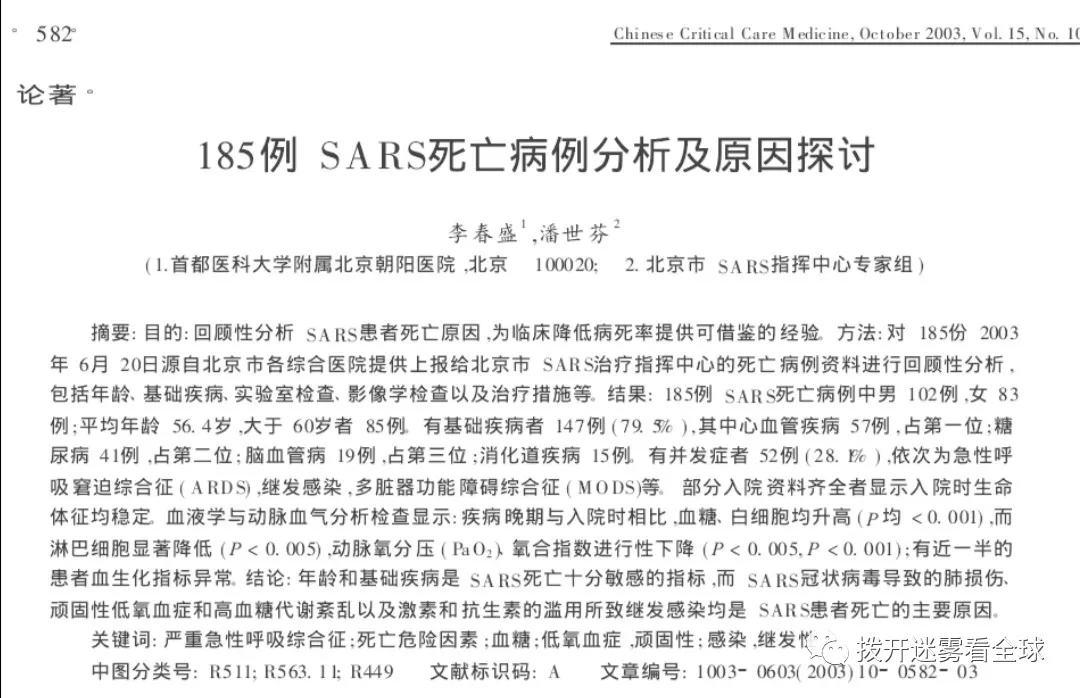 582
Chinese Critical Care Medicine, October 2003, Vol. 15, No. 10
论著
185例 SARS死亡病例分析及原因探讨
李春盛1,潘世芬2
(1.首都医科大学附属北京朝阳医院,北京 100020; 2.北京市 SARS指挥中心专家组)
摘要:目的:回顾性分析 SARS患者死亡原因,为临床降低病死率提供可借鉴的经验。方法:对 185份 2003
年 6月 20日源自北京市各综合医院提供上报给北京市 SARS治疗指挥中心的死亡病例资料进行回顾性分析,
包括年龄、基础疾病、实验室检查、影像学检查以及治疗措施等。结果: 185例 SARS死亡病例中男 102例,女 83
例;平均年龄 56.4岁,大于 60岁者 85例。有基础疾病者 147例(79.5%),其中心血管疾病 57例,占第一位;糖
尿病 41例,占第二位;脑血管病 19例,占第三位;消化道疾病 15例。有并发症者 52例(28.1%),依次为急性呼
吸窘迫综合征(ARDS),继发感染,多脏器功能障碍综合征(MODS)等。部分入院资料齐全者显示入院时生命
体征均稳定。血液学与动脉血气分析检查显示:疾病晚期与入院时相比,血糖、白细胞均升高(P均<0.001),而
淋巴细胞显著降低(P<0.005),动脉氧分压(PaO2)、氧合指数进行性下降(P<0.005,P<0.001);有近一半的
患者血生化指标异常。结论:年龄和基础疾病是 SARS死亡十分敏感的指标,而 SARS冠状病毒导致的肺损伤、
顽固性低氧血症和高血糖代谢紊乱以及激素和抗生素的滥用所致继发感染均是 SARS患者死亡的主要原因。
关键词:严重急性呼吸综合征;死亡危险因素;血糖;低氧血症,顽固性;感染,继发性
中图分类号: R511; R563.11; R449 文献标识码: A 文章编号: 1003-0603(2003)10-0582-03
拨开迷雾看全球